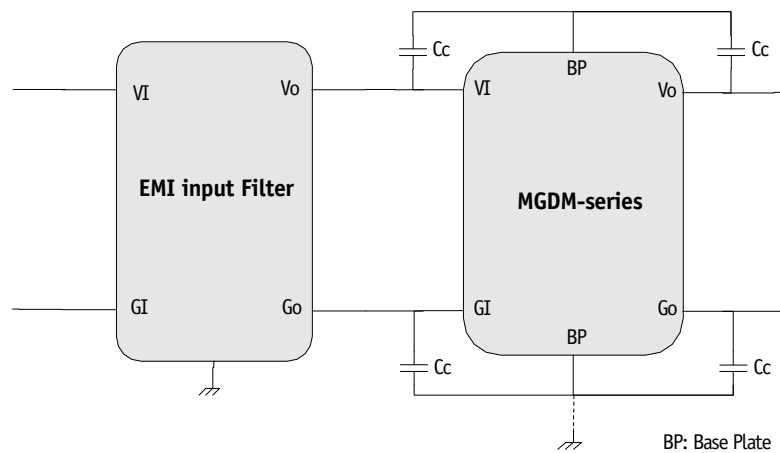 Cc
Cc
BP
VI
Vo
VI
Vo
EMI input Filter
MGDM-series
GI
Go
GI
Go
BP
Cc
Cc
BP: Base Plate